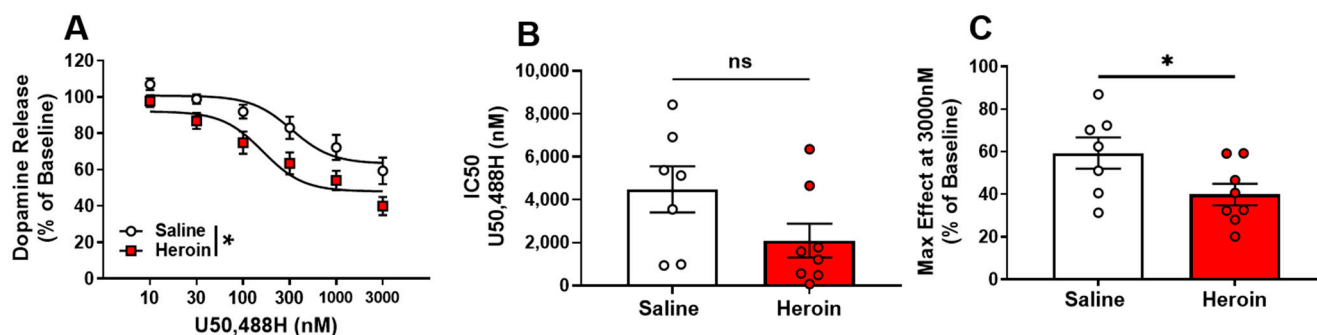 A
Dopamine Release
(% of Baseline)
120
100
80
60
40
20
0
Saline
Heroin
*
10 30 100 300 1000 3000
U50,488H (nM)
B
IC50
U50,488H (nM)
10,000
8,000
6,000
4,000
2,000
0
ns
Saline Heroin
C
Max Effect at 3000nM
(% of Baseline)
100
80
60
40
20
0
*
Saline Heroin